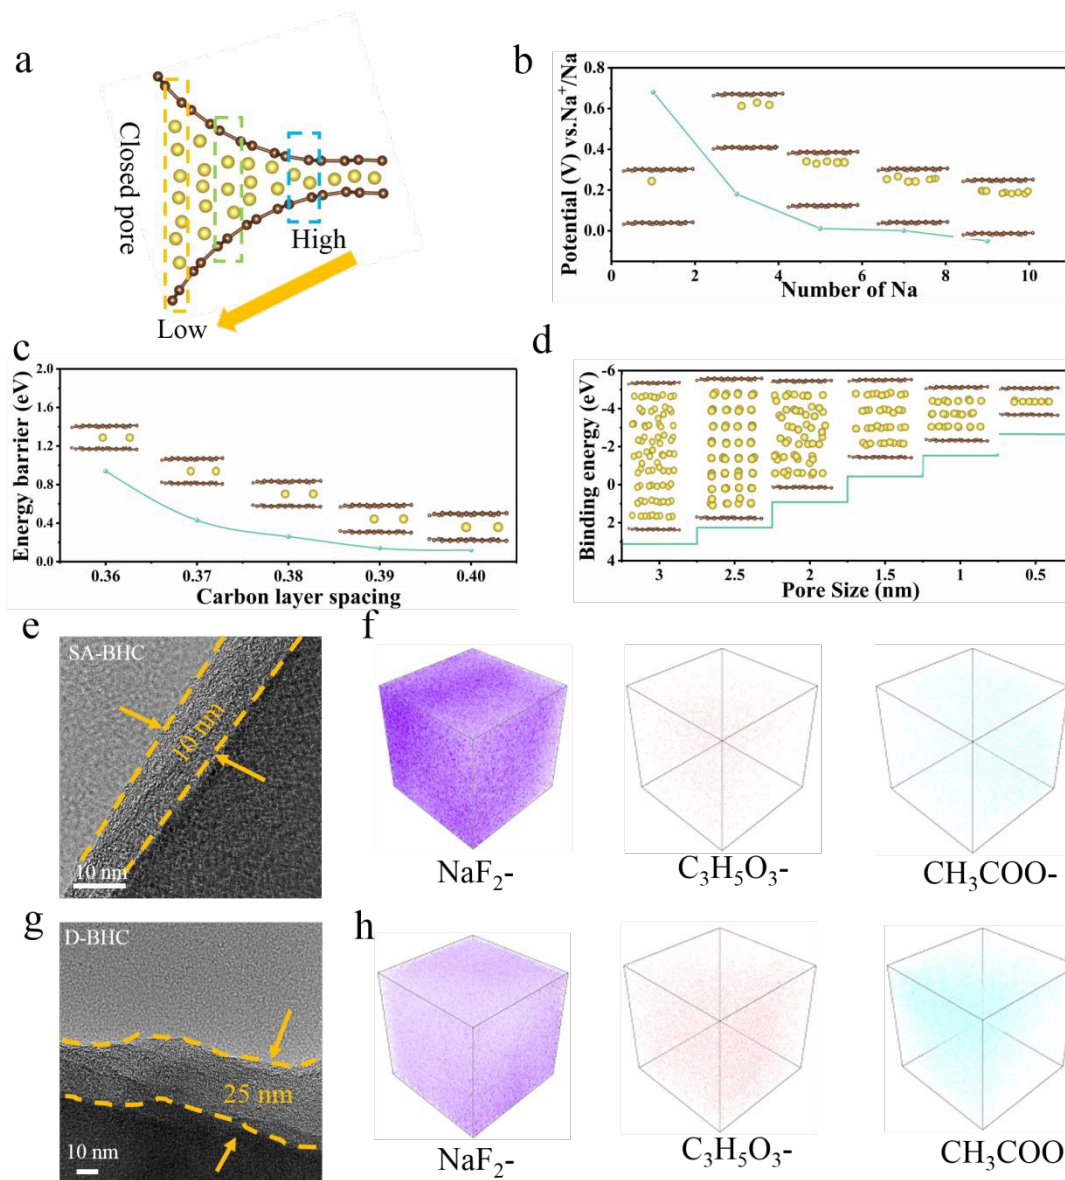 a
Closed pore
High
Low
b
Potential (V) vs.Na⁺/Na
0.8
0.6
0.4
0.2
0.0
0 2 4 6 8 10
Number of Na
c
Energy barrier (eV)
2.0
1.6
1.2
0.8
0.4
0.0
0.36 0.37 0.38 0.39 0.40
Carbon layer spacing
d
Binding energy (eV)
-6
-4
-2
0
2
4
3 2.5 2 1.5 1 0.5
Pore Size (nm)
e
SA-BHC
10 nm
10 nm
f
NaF₂-
C₃H₅O₃-
CH₃COO-
g
D-BHC
25 nm
10 nm
h
NaF₂-
C₃H₅O₃-
CH₃COO